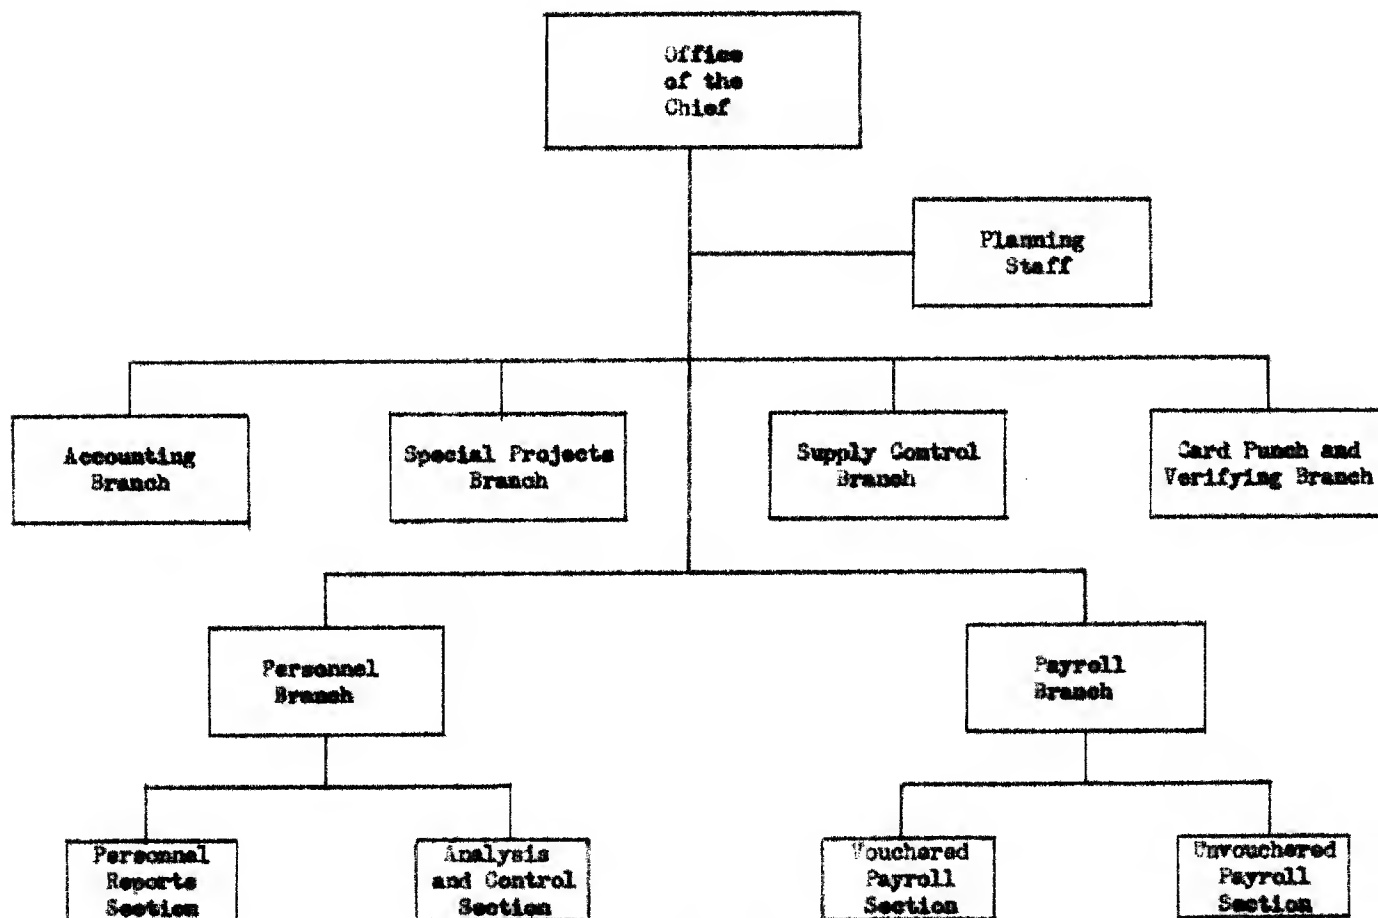 Office
of the
Chief
Planning
Staff
Accounting
Branch
Special Projects
Branch
Supply Control
Branch
Card Punch and
Verifying Branch
Personnel
Branch
Payroll
Branch
Personnel
Reports
Section
Analysis
and Control
Section
Vouchered
Payroll
Section
Unvouchered
Payroll
Section